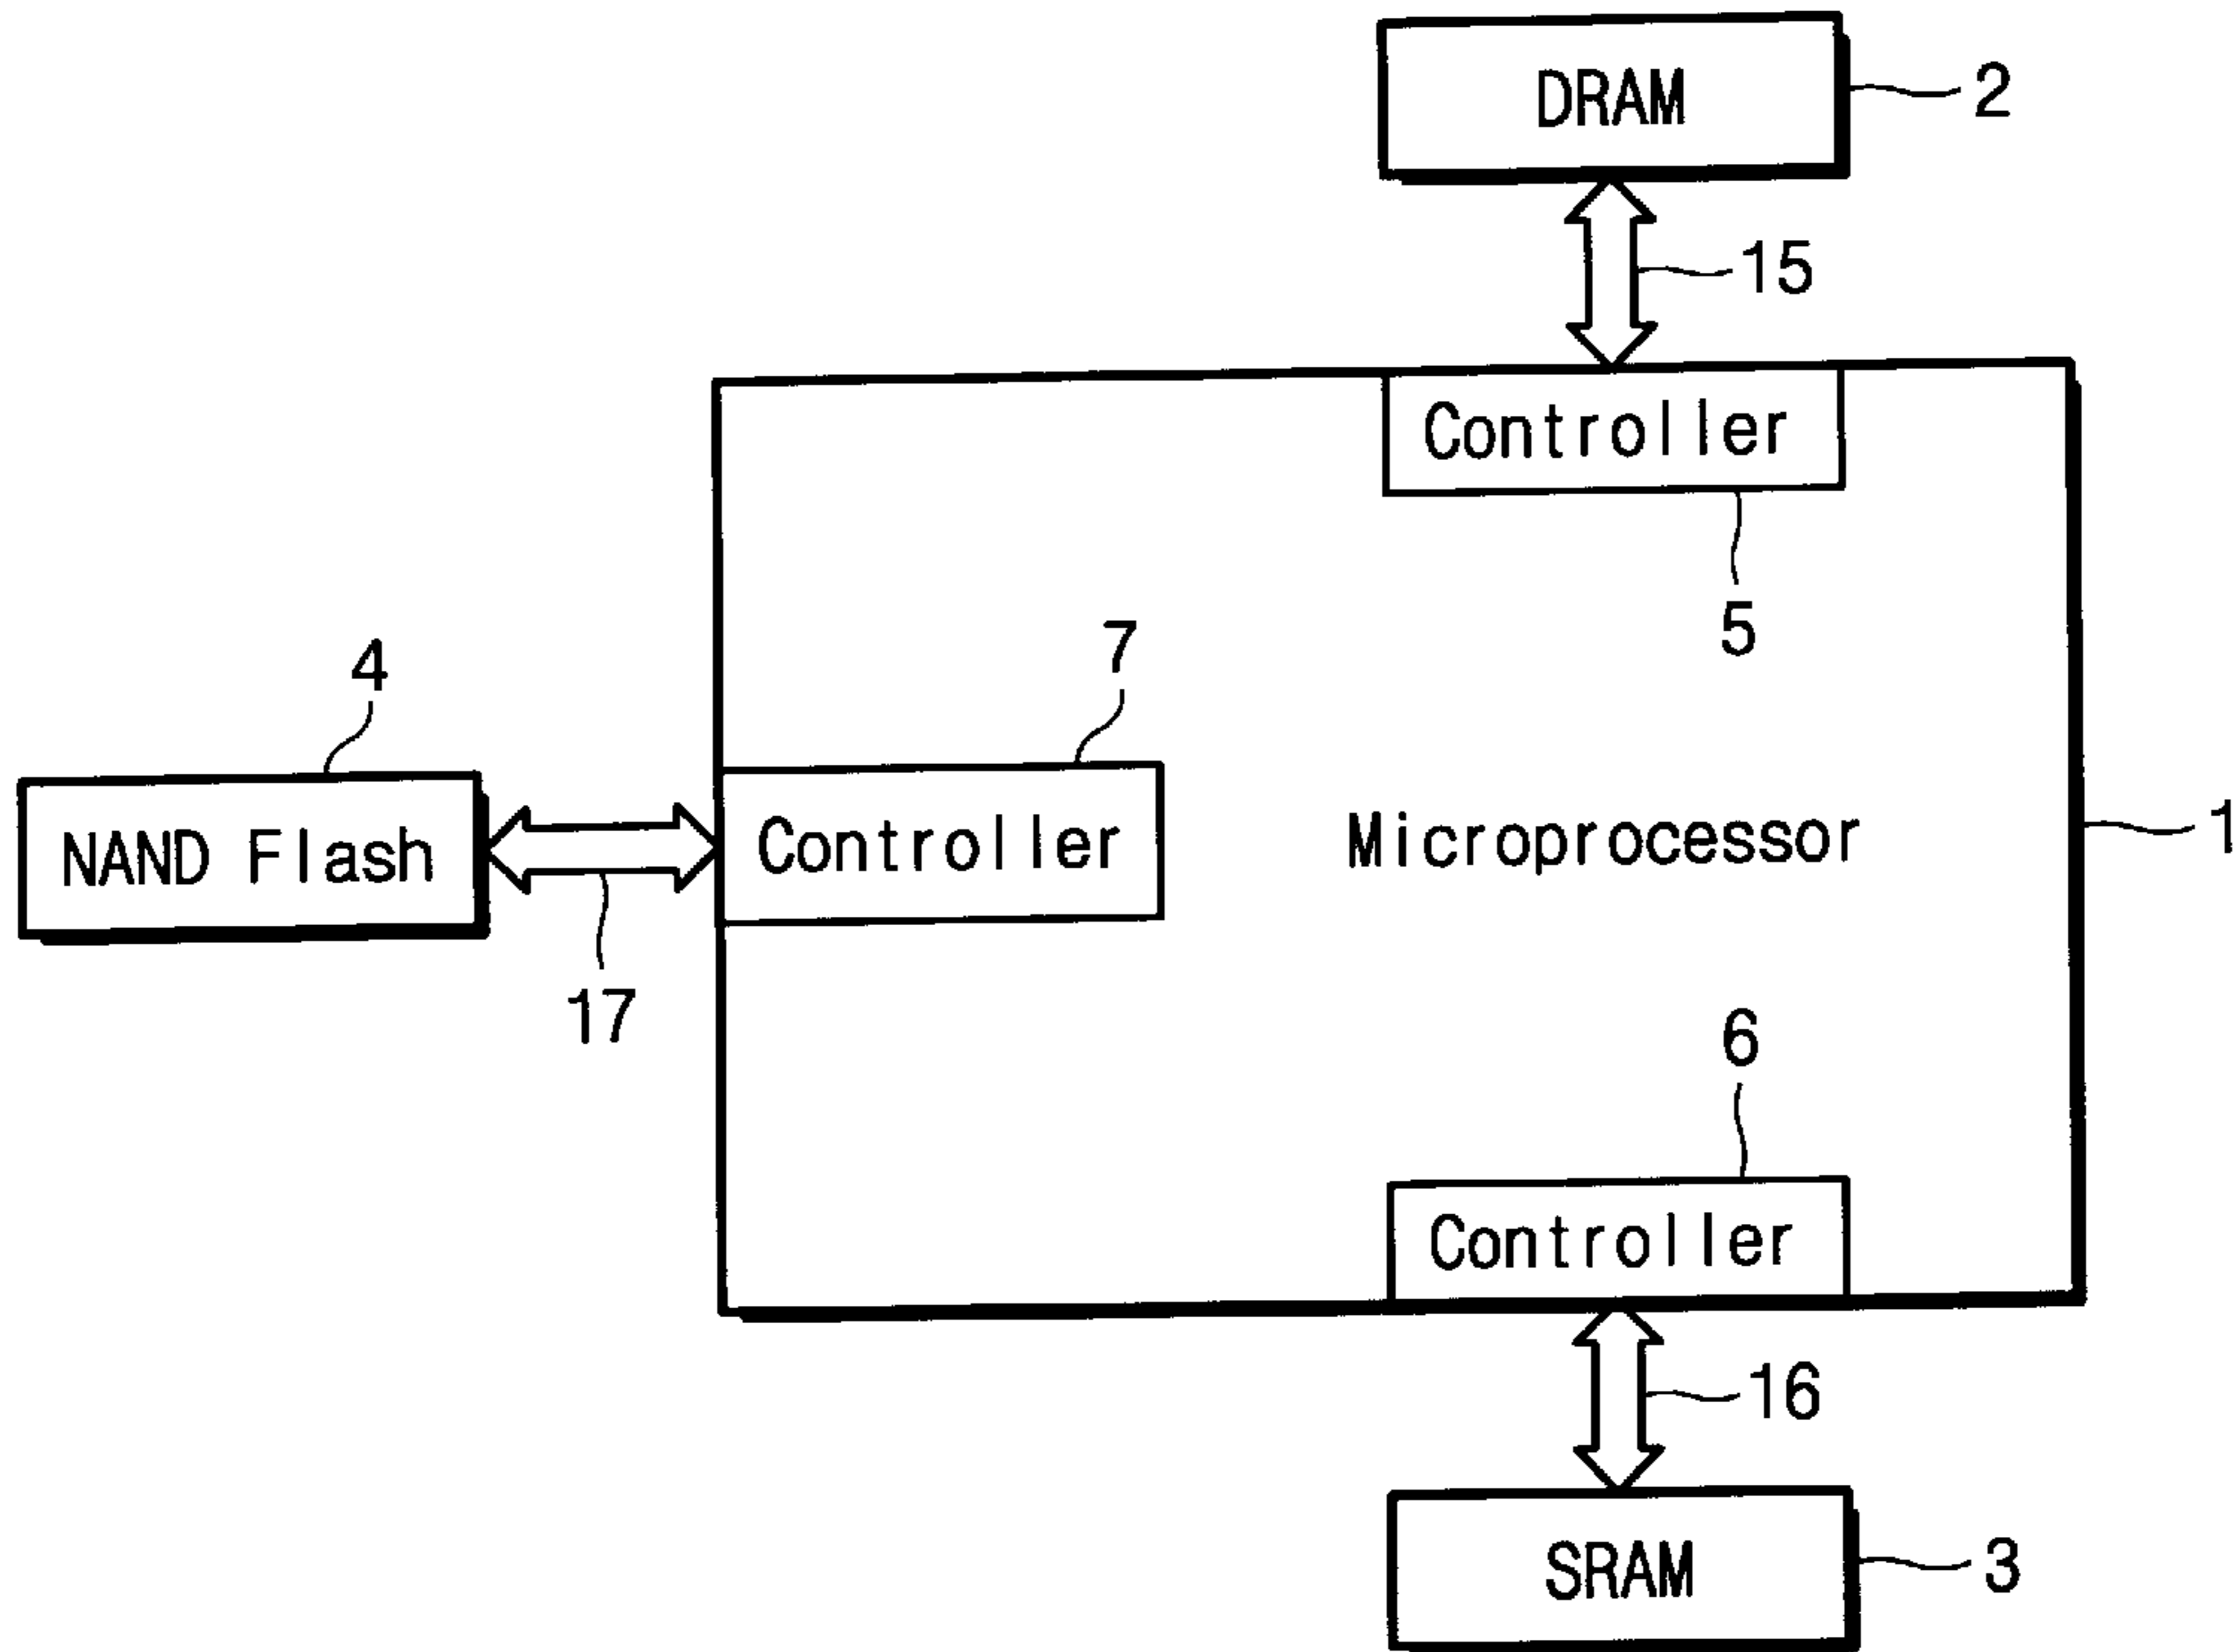 DRAM
2
15
Controller
5
7
4
NAND Flash
Controller
Microprocessor
1
17
6
Controller
16
SRAM
3